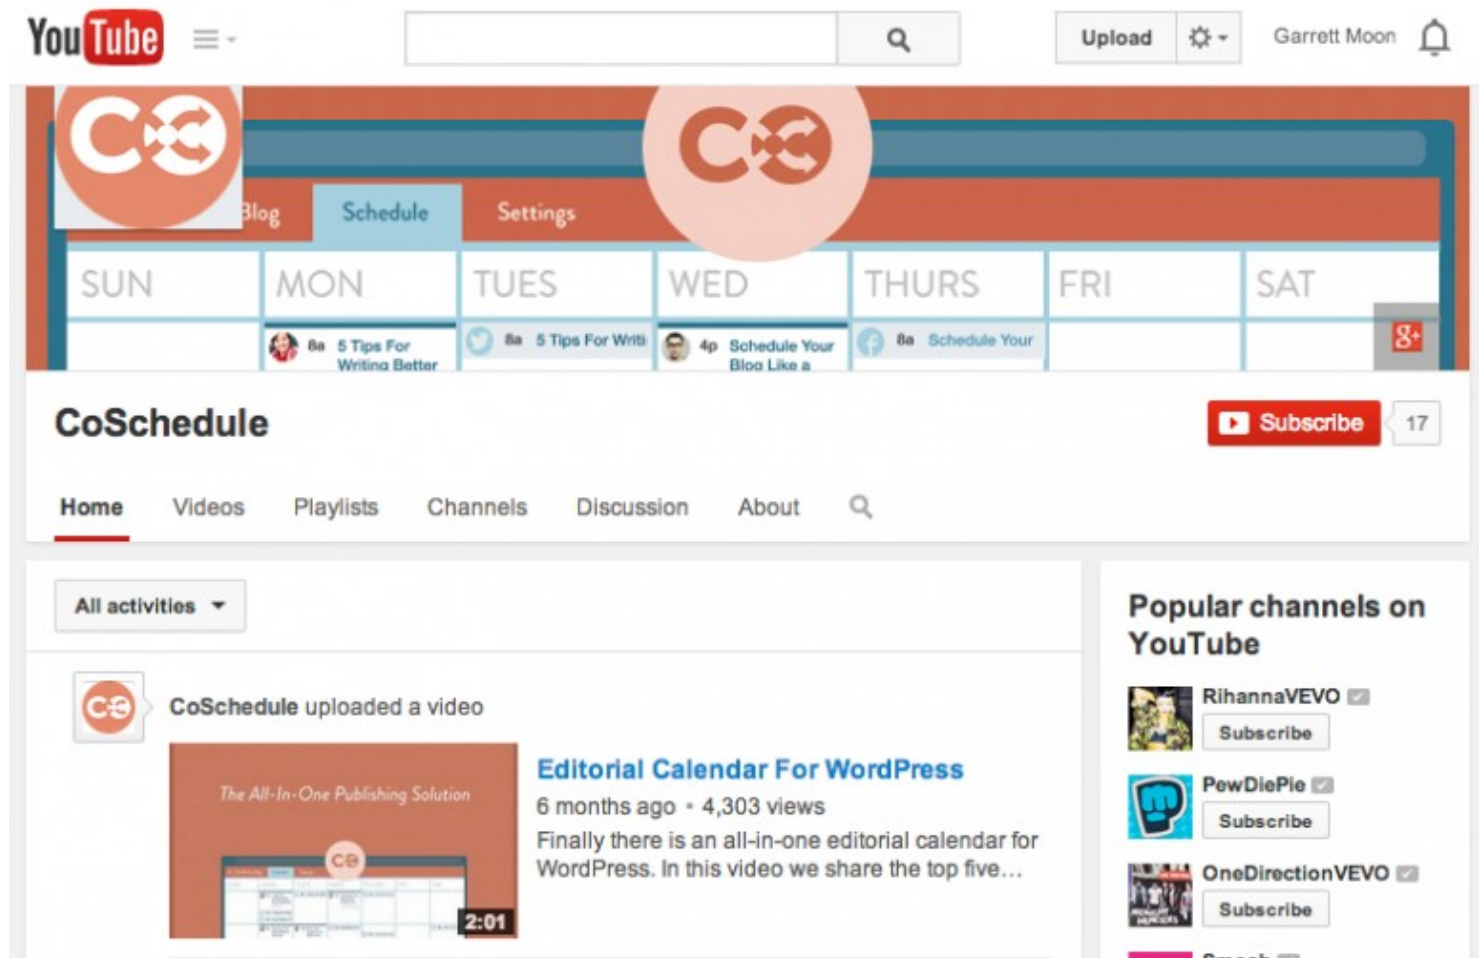 YouTube
Upload
Garrett Moon
CO
CO
Blog Schedule Settings
SUN MON TUES WED THURS FRI SAT
8a 5 Tips For
Writing Better
8a 5 Tips For Writi
4p Schedule Your
Blog Like a
8a Schedule Your
g+
CoSchedule
Subscribe 17
Home Videos Playlists Channels Discussion About
All activities
CoSchedule uploaded a video
The All-In-One Publishing Solution
CO
2:01
Editorial Calendar For WordPress
6 months ago • 4,303 views
Finally there is an all-in-one editorial calendar for
WordPress. In this video we share the top five...
Popular channels on
YouTube
RihannaVEVO
Subscribe
PewDiePie
Subscribe
OneDirectionVEVO
Subscribe